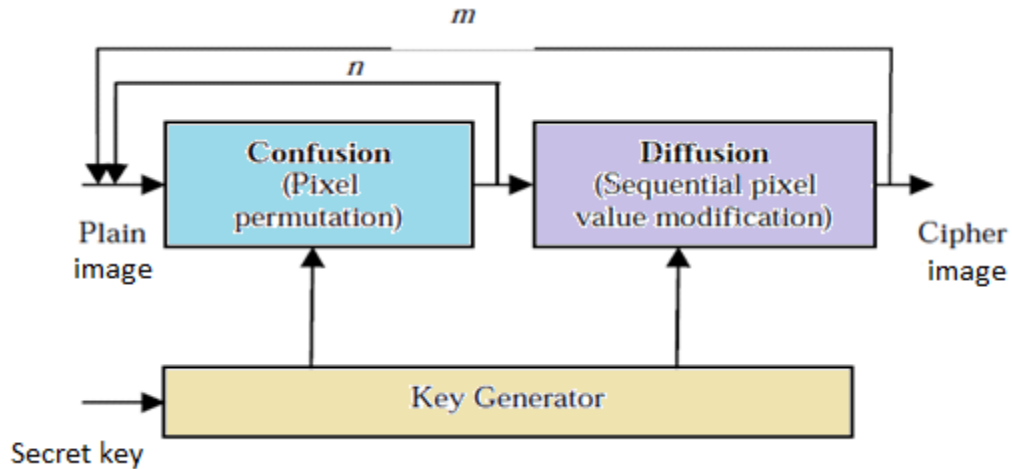 m
n
Confusion
(Pixel
permutation)
Diffusion
(Sequential pixel
value modification)
Plain
image
Cipher
image
Key Generator
Secret key